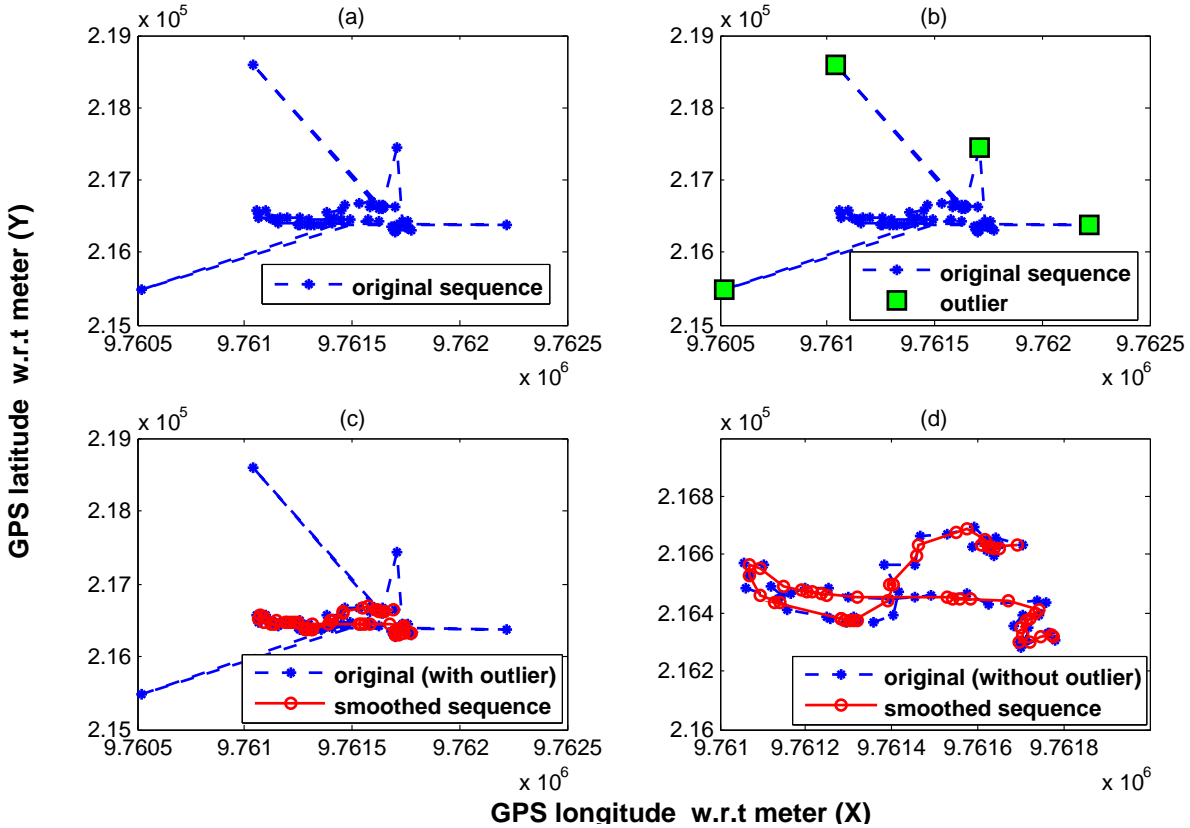 (a)
x 10^5
2.19
2.18
2.17
2.16
2.15
original sequence
9.7605 9.761 9.7615 9.762 9.7625
x 10^6
(b)
x 10^5
2.19
2.18
2.17
2.16
2.15
original sequence
outlier
9.7605 9.761 9.7615 9.762 9.7625
x 10^6
(c)
x 10^5
2.19
2.18
2.17
2.16
2.15
original (with outlier)
smoothed sequence
9.7605 9.761 9.7615 9.762 9.7625
x 10^6
(d)
x 10^5
2.168
2.166
2.164
2.162
2.16
original (without outlier)
smoothed sequence
9.761 9.7612 9.7614 9.7616 9.7618
x 10^6
GPS latitude w.r.t meter (Y)
GPS longitude w.r.t meter (X)